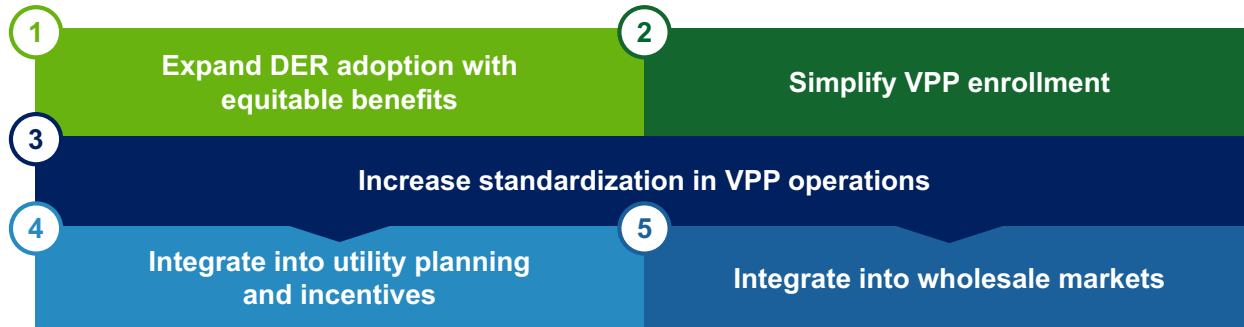 1
Expand DER adoption with
equitable benefits
2
Simplify VPP enrollment
3
Increase standardization in VPP operations
4
Integrate into utility planning
and incentives
5
Integrate into wholesale markets